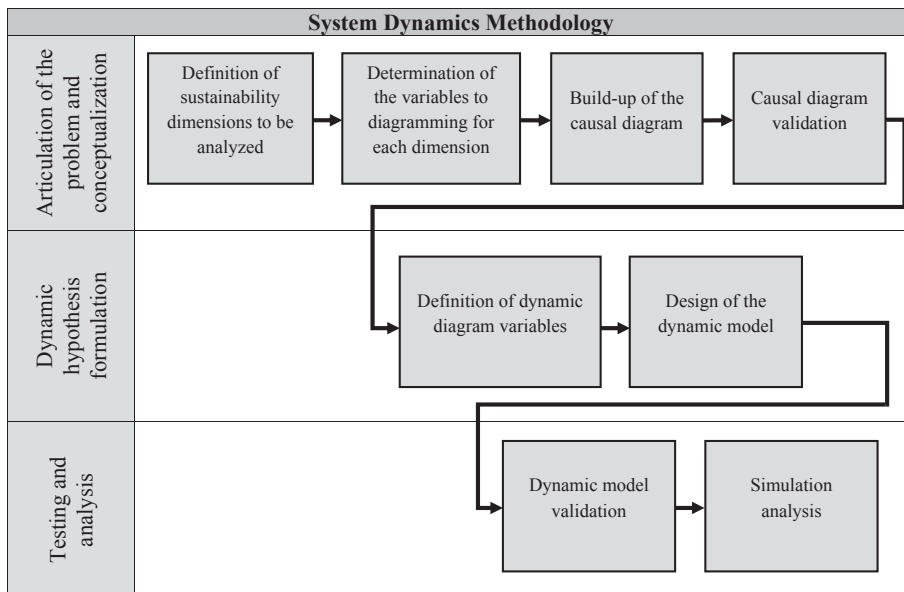 System Dynamics Methodology
Articulation of the
problem and
conceptualization
Definition of
sustainability
dimensions to be
analyzed
Determination of
the variables to
diagramming for
each dimension
Build-up of the
causal diagram
Causal diagram
validation
Dynamic
hypothesis
formulation
Definition of dynamic
diagram variables
Design of the
dynamic model
Testing and
analysis
Dynamic model
validation
Simulation
analysis